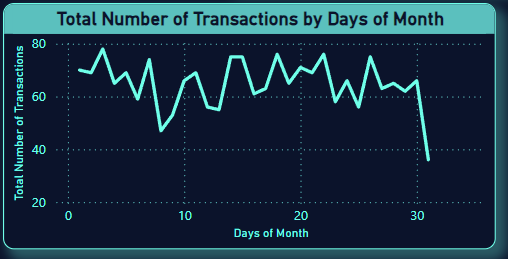 Total Number of Transactions by Days of Month
Total Number of Transactions
80
60
40
20
0 10 20 30
Days of Month